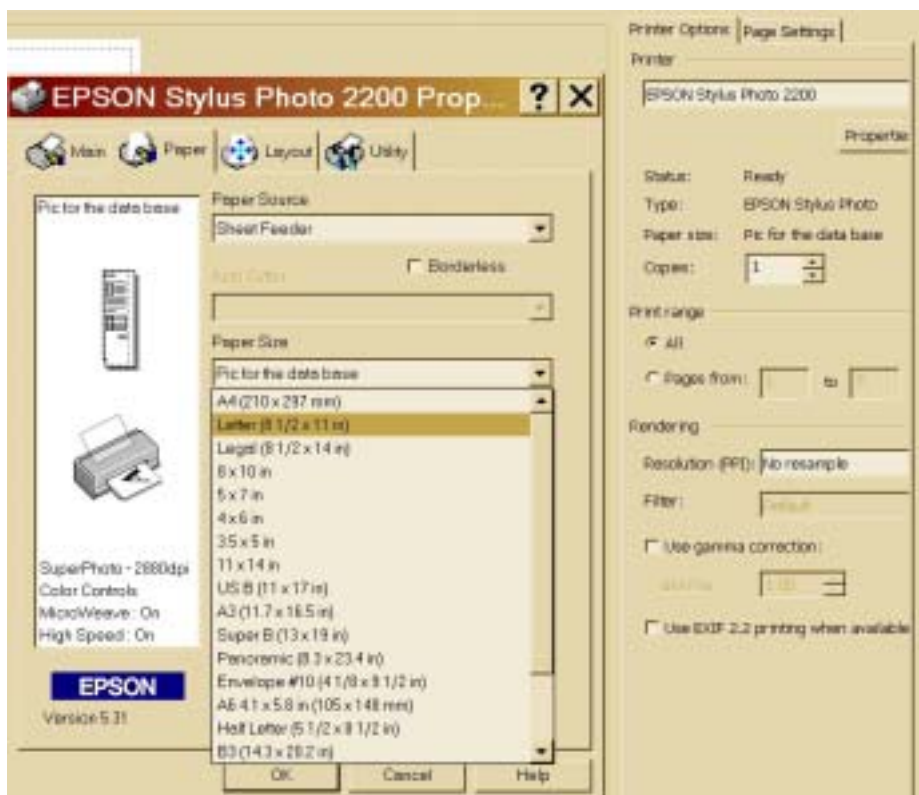 EPSON Stylus Photo 2200 Prop...
Main
Paper
Layout
Utility
Pic for the data base
SuperPhoto - 2880dpi
Color Controls
MicroWeave : On
High Speed : On
EPSON
Version 5.31
Paper Source
Sheet Feeder
Borderless
Paper Size
Pic for the data base
A4 (210 x 297 mm)
Letter (8 1/2 x 11 in)
Legal (8 1/2 x 14 in)
8 x 10 in
5 x 7 in
4 x 6 in
3.5 x 5 in
11 x 14 in
US B (11 x 17 in)
A3 (11.7 x 16.5 in)
Super B (13 x 19 in)
Panoramic (8.3 x 23.4 in)
Envelope #10 (4 1/8 x 9 1/2 in)
A6 4.1 x 5.8 in (105 x 148 mm)
Half Letter (5 1/2 x 8 1/2 in)
B3 (14.3 x 20.2 in)
OK
Cancel
Help
Printer Options
Page Settings
Printer
EPSON Stylus Photo 2200
Propertie
Status: Ready
Type: EPSON Stylus Photo
Paper size: Pic for the data base
Copies: 1
Print range
All
Pages from: to
Rendering
Resolution (PPI): No resample
Filter: Default
Use gamma correction:
1.00
Use EXIF 2.2 printing when available